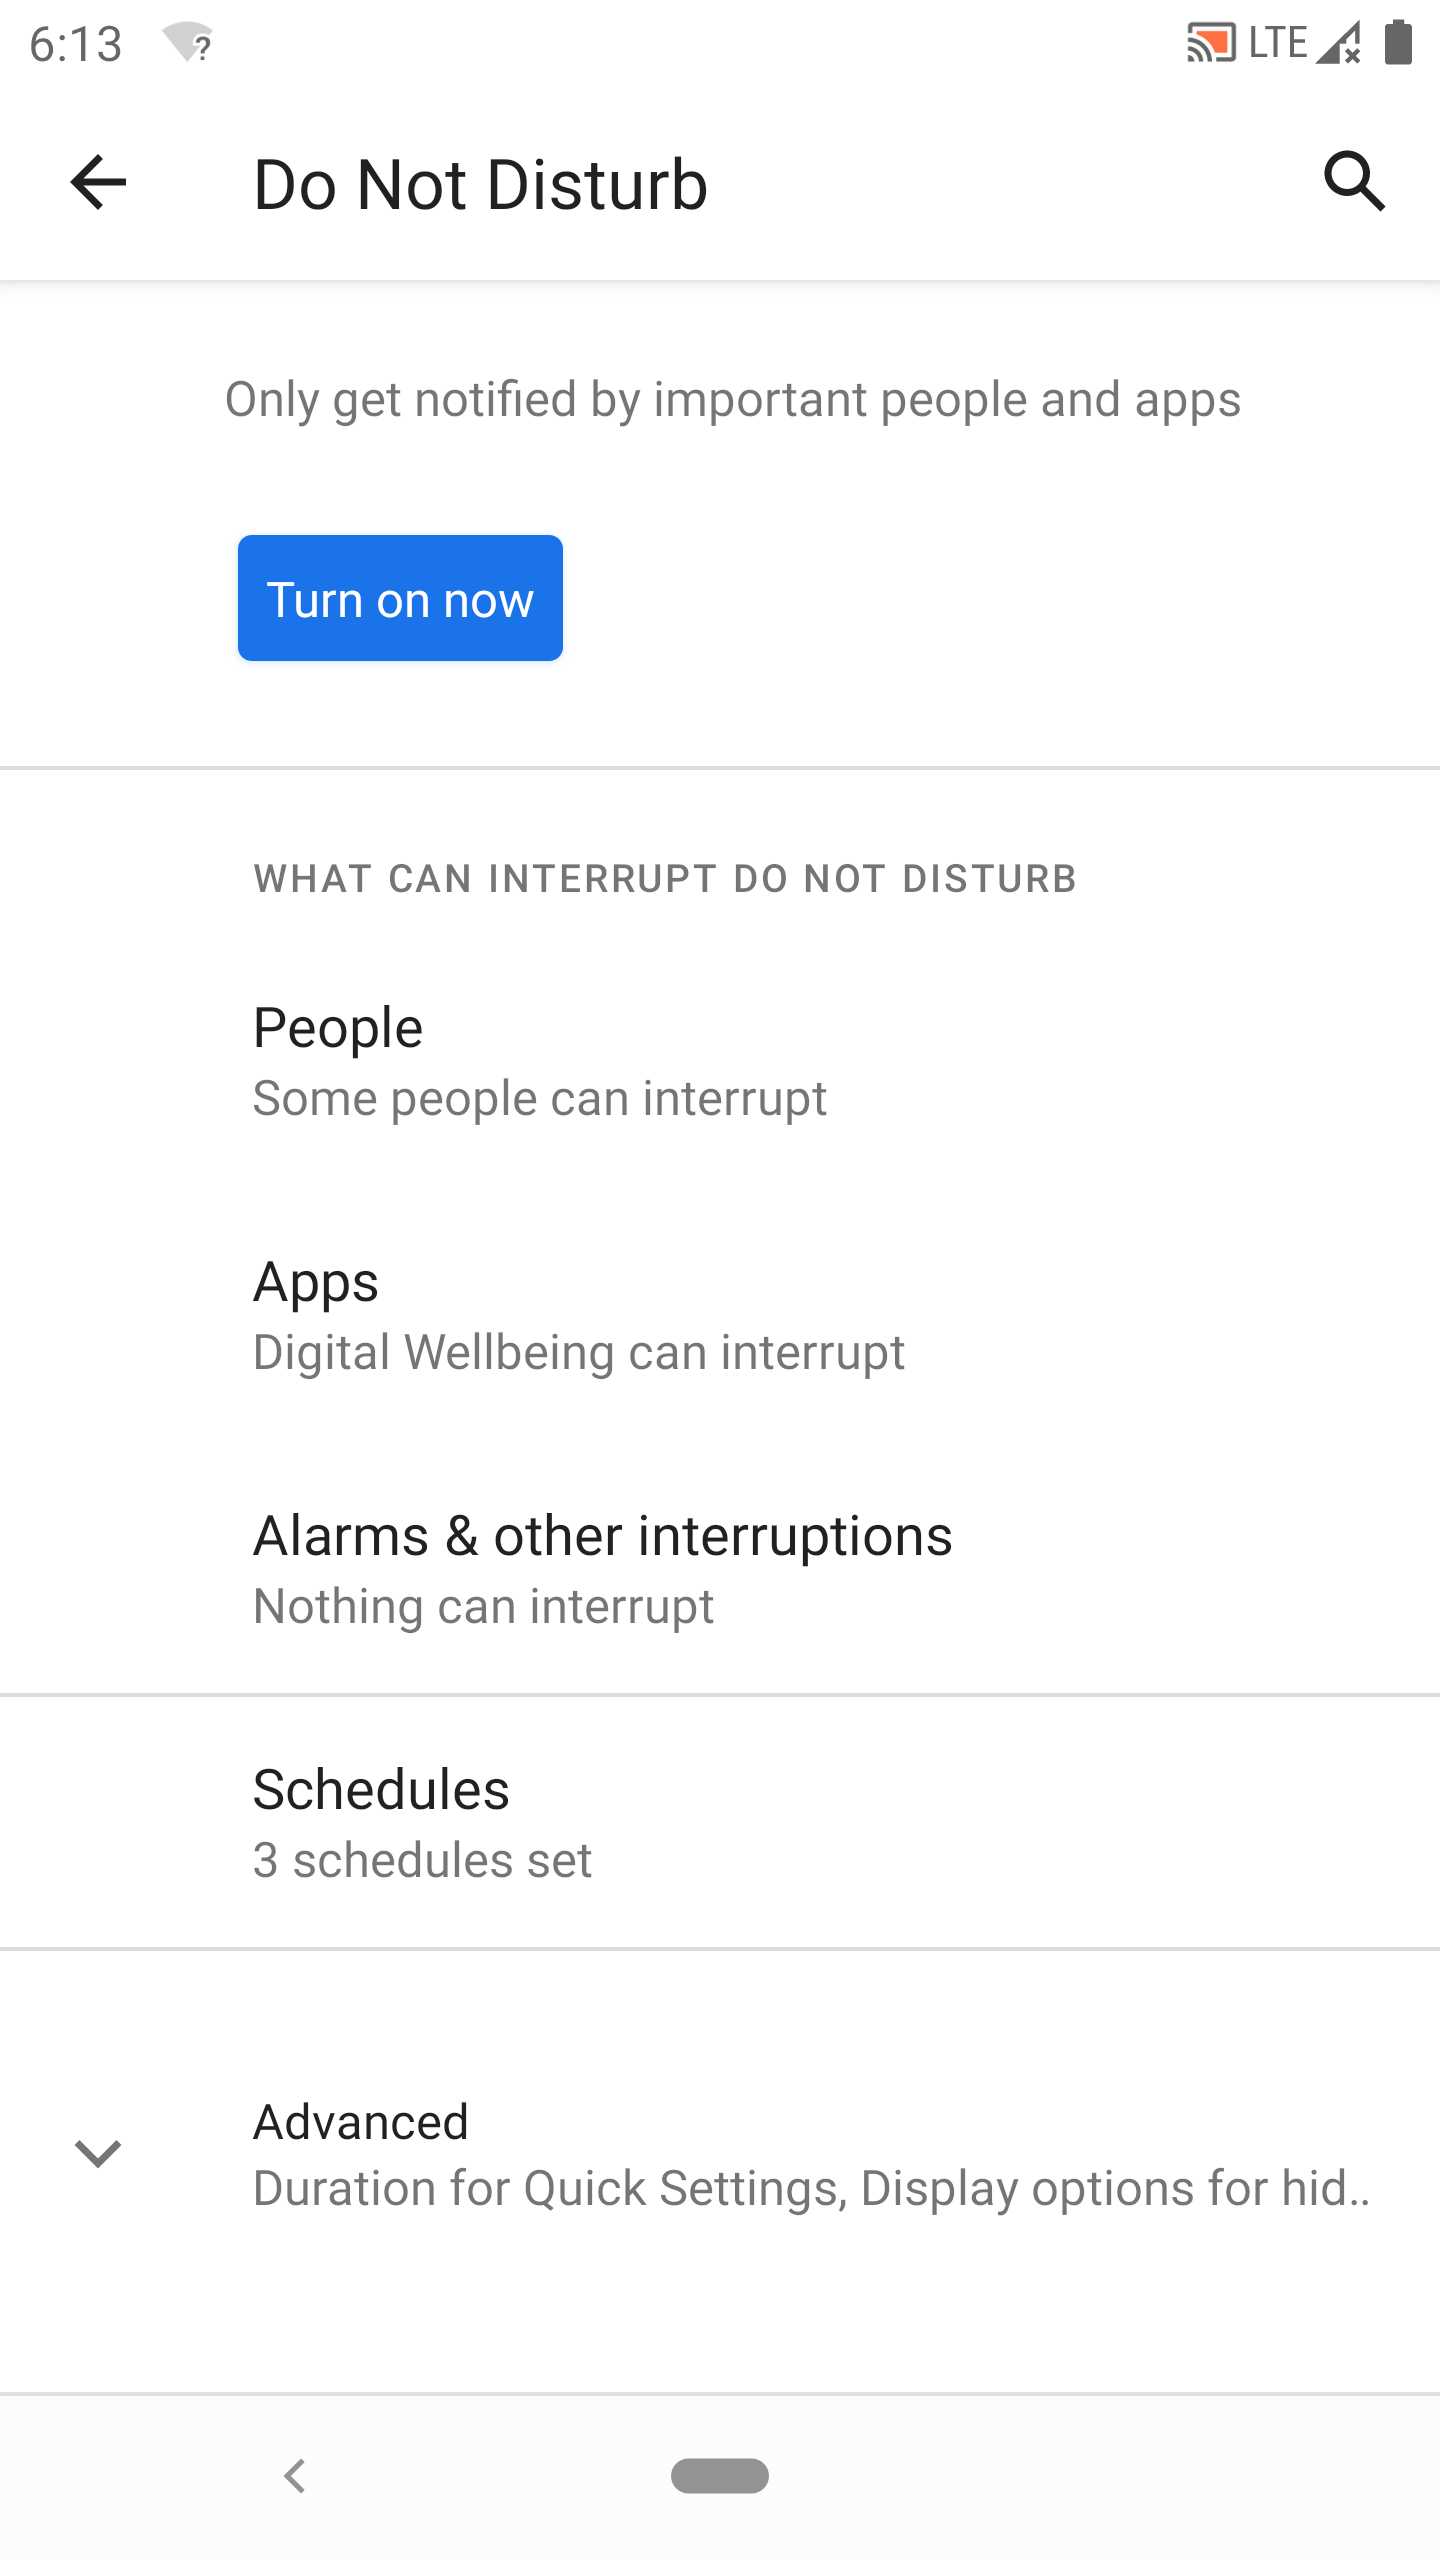 6:13
LTE
Do Not Disturb
Only get notified by important people and apps
Turn on now
WHAT CAN INTERRUPT DO NOT DISTURB
People
Some people can interrupt
Apps
Digital Wellbeing can interrupt
Alarms & other interruptions
Nothing can interrupt
Schedules
3 schedules set
Advanced
Duration for Quick Settings, Display options for hid..